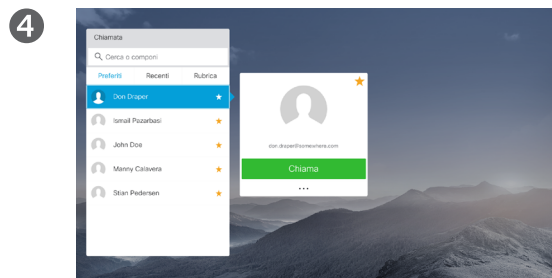 4
Chiamata
Cerca o componi
Preferiti Recenti Rubrica
Don Draper
Ismail Pazarbasi
John Doe
Manny Calavera
Stian Pedersen
don.draper@somewhere.com
Chiama
...